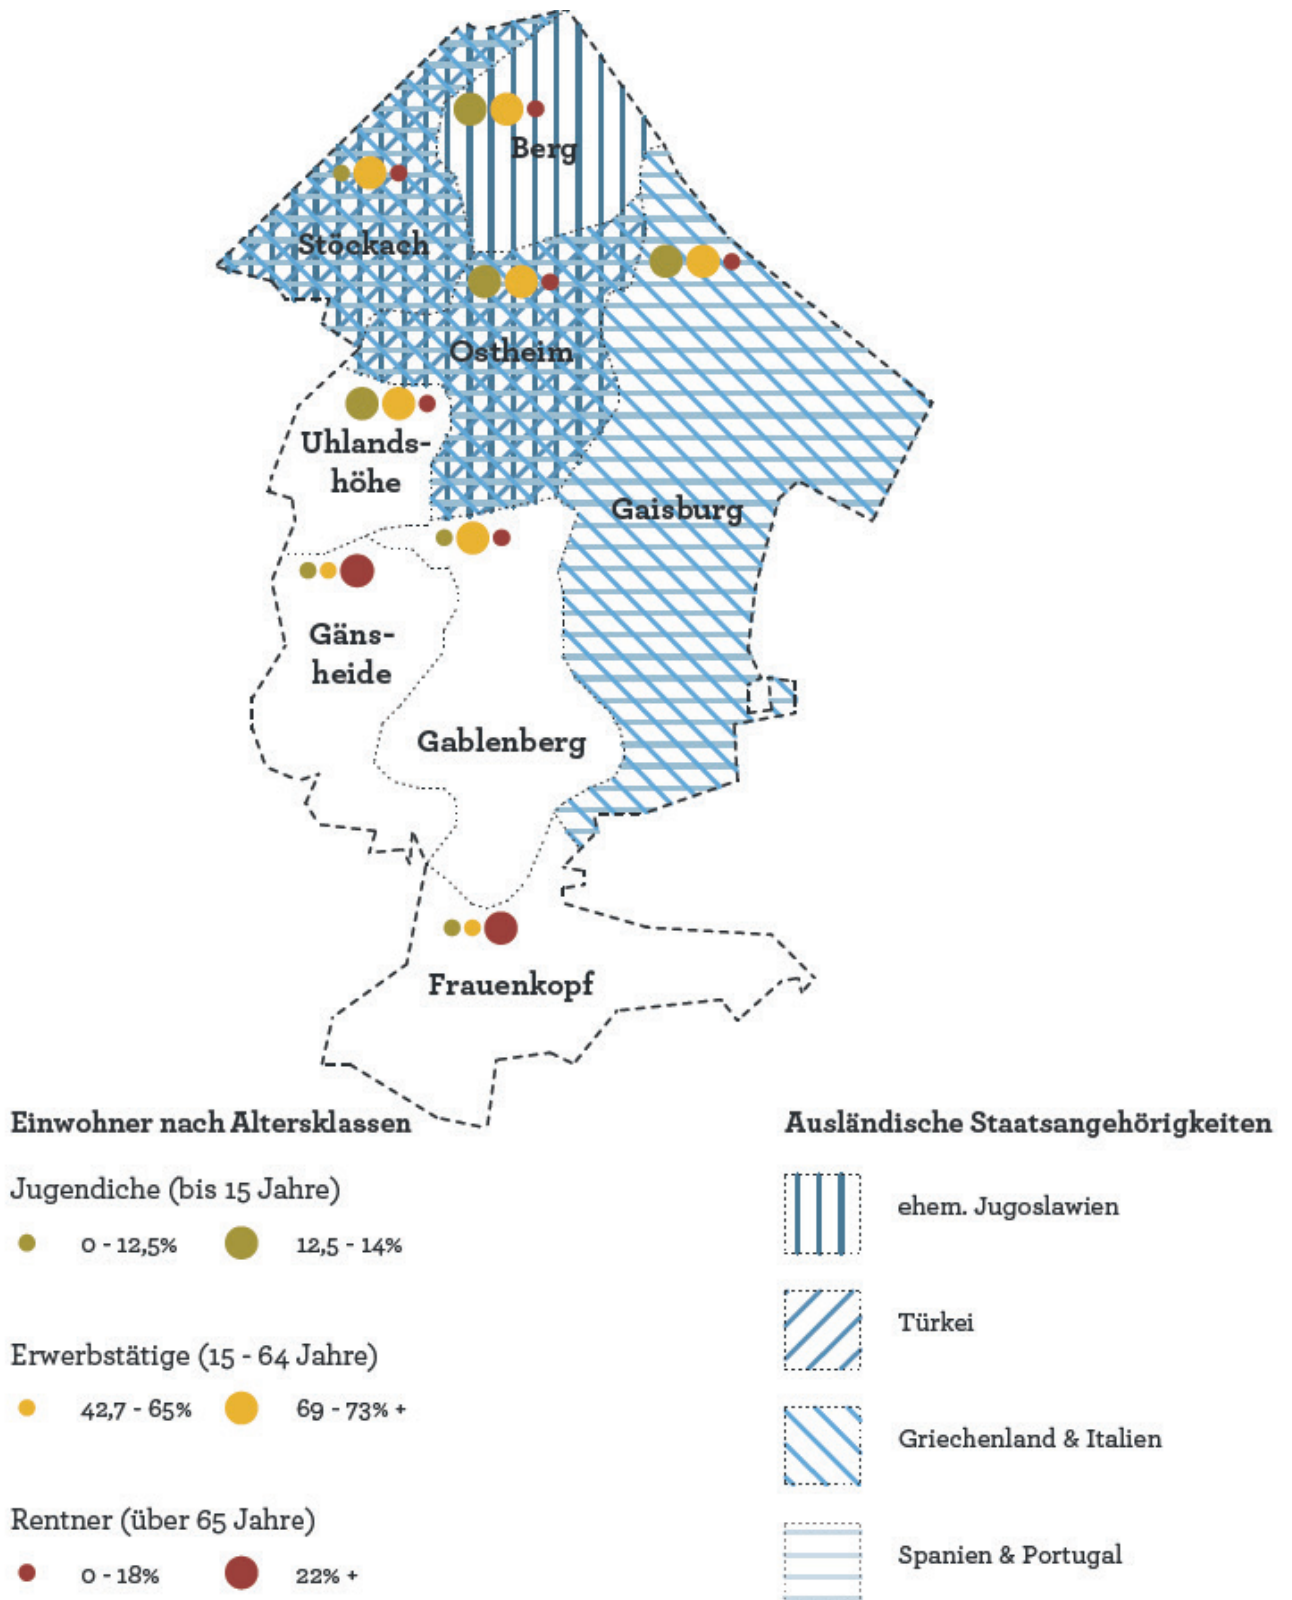 Berg
Stöckach
Ostheim
Uhlands-
höhe
Gaisburg
Gäns-
heide
Gablenberg
Frauenkopf
Einwohner nach Altersklassen
Jugendiche (bis 15 Jahre)
0 - 12,5%
12,5 - 14%
Erwerbstätige (15 - 64 Jahre)
42,7 - 65%
69 - 73% +
Rentner (über 65 Jahre)
0 - 18%
22% +
Ausländische Staatsangehörigkeiten
ehem. Jugoslawien
Türkei
Griechenland & Italien
Spanien & Portugal